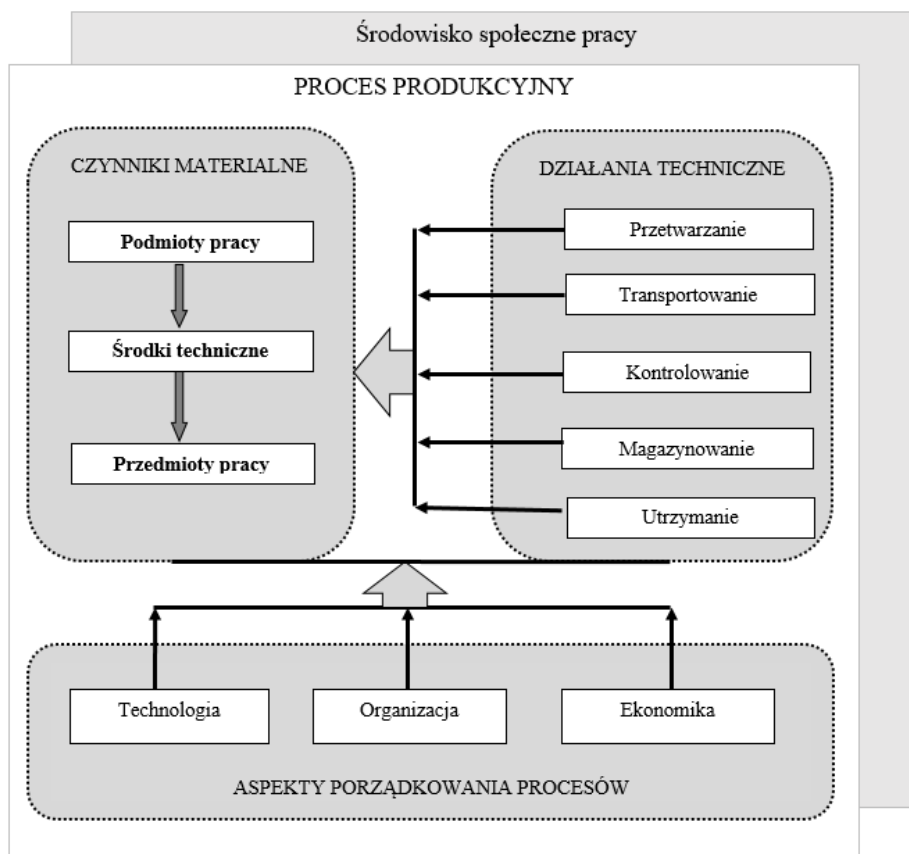 Środowisko społeczne pracy
PROCES PRODUKCYJNY
CZYNNIKI MATERIALNE
Podmioty pracy
Środki techniczne
Przedmioty pracy
DZIAŁANIA TECHNICZNE
Przetwarzanie
Transportowanie
Kontrolowanie
Magazynowanie
Utrzymanie
Technologia
Organizacja
Ekonomika
ASPEKTY PORZĄDKOWANIA PROCESÓW